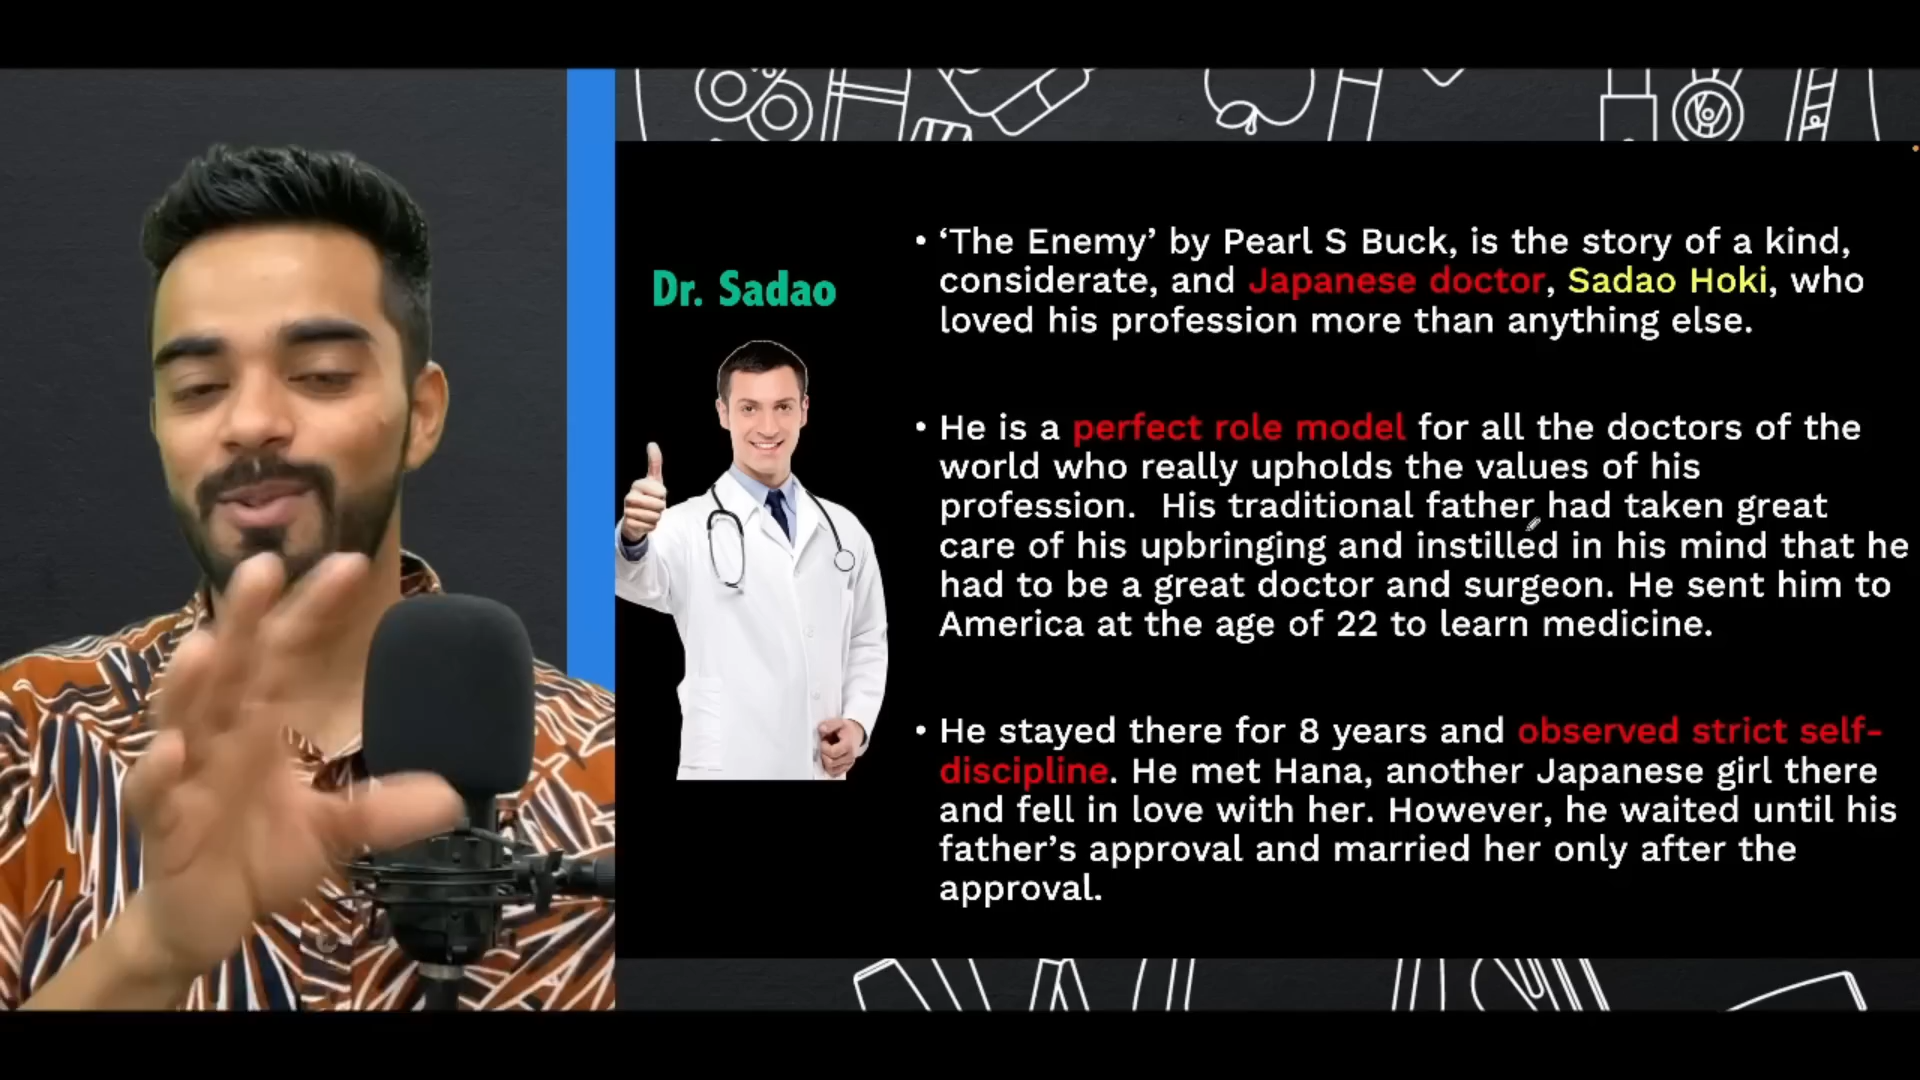 Dr. Sadao
• ‘The Enemy’ by Pearl S Buck, is the story of a kind,
considerate, and Japanese doctor, Sadao Hoki, who
loved his profession more than anything else.
• He is a perfect role model for all the doctors of the
world who really upholds the values of his
profession.  His traditional father had taken great
care of his upbringing and instilled in his mind that he
had to be a great doctor and surgeon. He sent him to
America at the age of 22 to learn medicine.
• He stayed there for 8 years and observed strict self-
discipline. He met Hana, another Japanese girl there
and fell in love with her. However, he waited until his
father’s approval and married her only after the
approval.